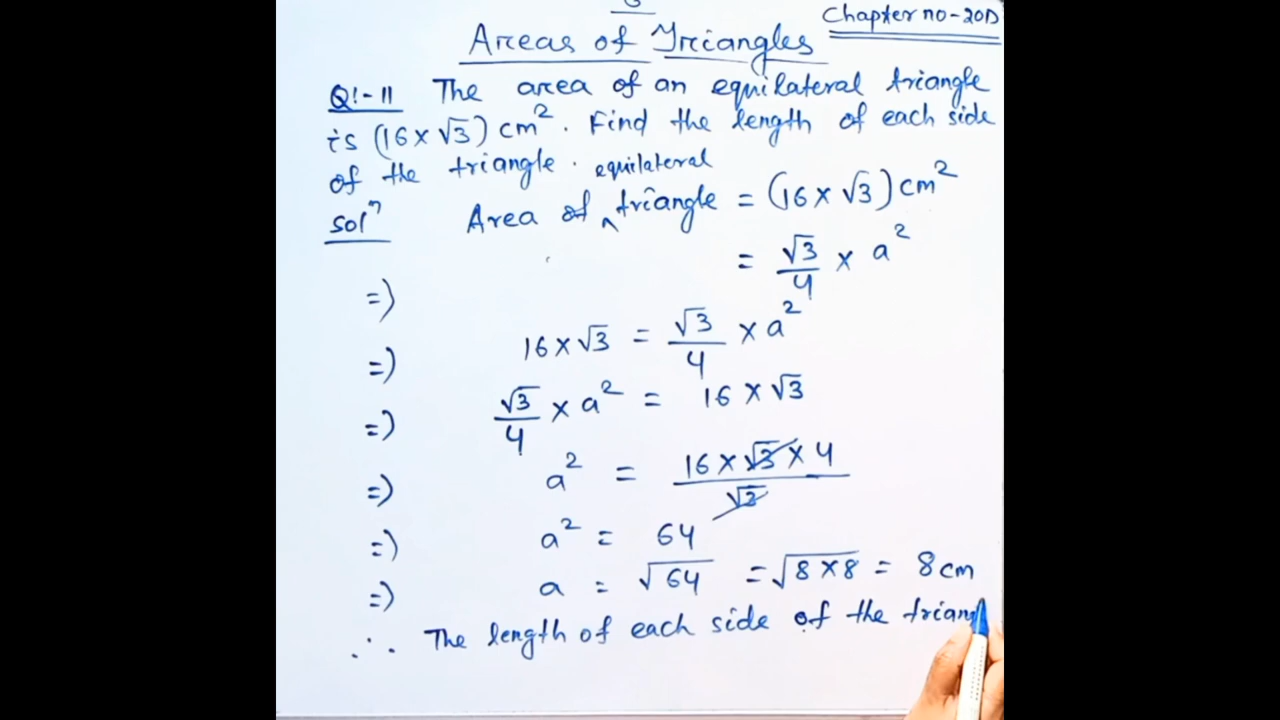 Chapter no-20D
Areas of Triangles
Q!-11 The area of an equilateral triangle
is (16×√3) cm². Find the length of each side
of the triangle.
Solⁿ Area of equilateral triangle = (16×√3) cm²
= √3/4 × a²
=> 16×√3 = √3/4 × a²
=> √3/4 × a² = 16×√3
=> a² = 16×√3×4/√3
=> a² = 64
=> a = √64 = √8×8 = 8cm
=>
∴ The length of each side of the triang